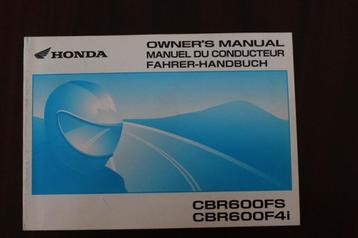 HONDA
OWNER'S MANUAL
MANUEL DU CONDUCTEUR
FAHRER-HANDBUCH
CBR600FS
CBR600F4i